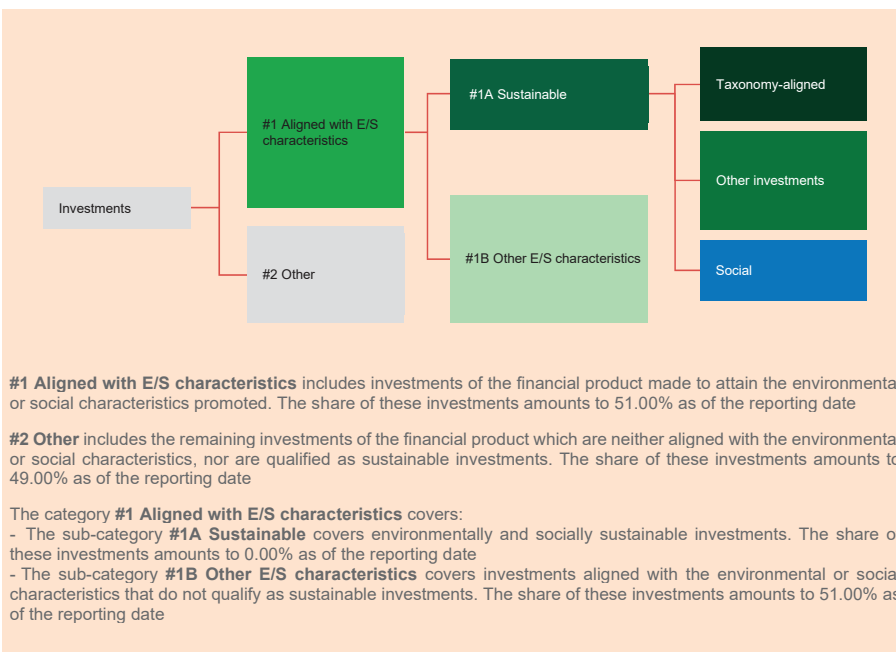 Taxonomy-aligned
#1A Sustainable
#1 Aligned with E/S
characteristics
Other investments
Investments
#1B Other E/S characteristics
#2 Other
Social
#1 Aligned with E/S characteristics includes investments of the financial product made to attain the environmenta
or social characteristics promoted. The share of these investments amounts to 51.00% as of the reporting date
#2 Other includes the remaining investments of the financial product which are neither aligned with the environmenta
or social characteristics, nor are qualified as sustainable investments. The share of these investments amounts to
49.00% as of the reporting date
The category #1 Aligned with E/S characteristics covers:
- The sub-category #1A Sustainable covers environmentally and socially sustainable investments. The share o
these investments amounts to 0.00% as of the reporting date
- The sub-category #1B Other E/S characteristics covers investments aligned with the environmental or socia
characteristics that do not qualify as sustainable investments. The share of these investments amounts to 51.00% as
of the reporting date